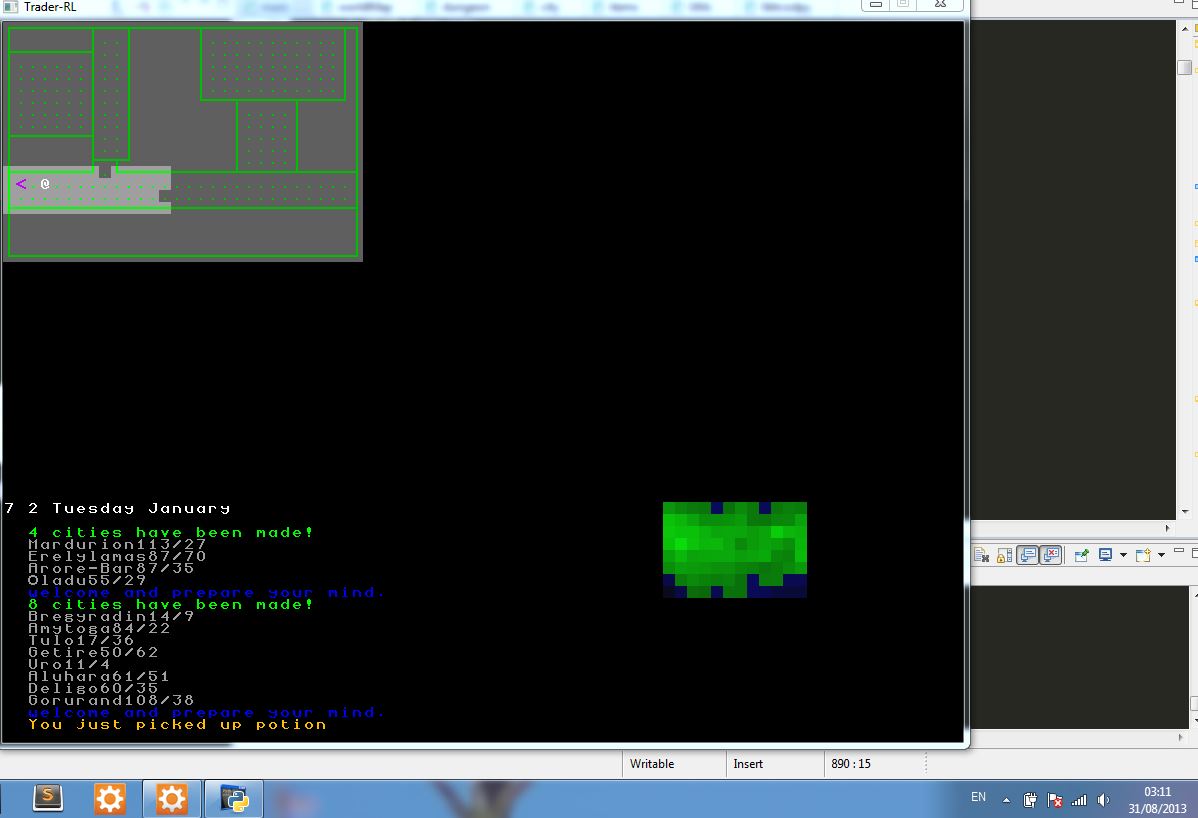 Trader-RL
< @
7 2 Tuesday January
4 cities have been made!
Mardurion113/27
Erelylamas87/70
Arore-Bar87/35
Oladu55/29
welcome and prepare your mind.
8 cities have been made!
Bregyradin14/9
Amytoga84/22
Tulo17/36
Getire50/62
Uro11/4
Aluhara61/51
Deligo60/35
Gorurand108/38
welcome and prepare your mind.
You just picked up potion
Writable Insert 890 : 15
S
EN 03:11
31/08/2013